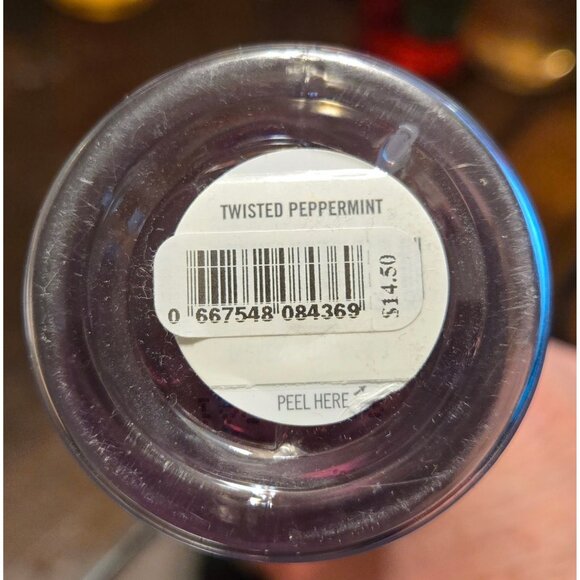 TWISTED PEPPERMINT
0 667548 084369
$14.50
PEEL HERE